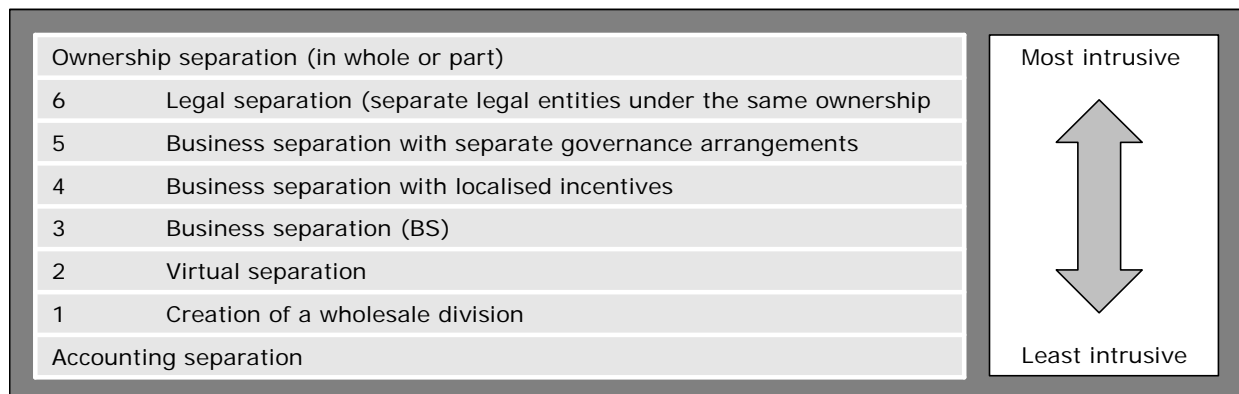 Ownership separation (in whole or part)
6 Legal separation (separate legal entities under the same ownership
5 Business separation with separate governance arrangements
4 Business separation with localised incentives
3 Business separation (BS)
2 Virtual separation
1 Creation of a wholesale division
Accounting separation
Most intrusive
Least intrusive